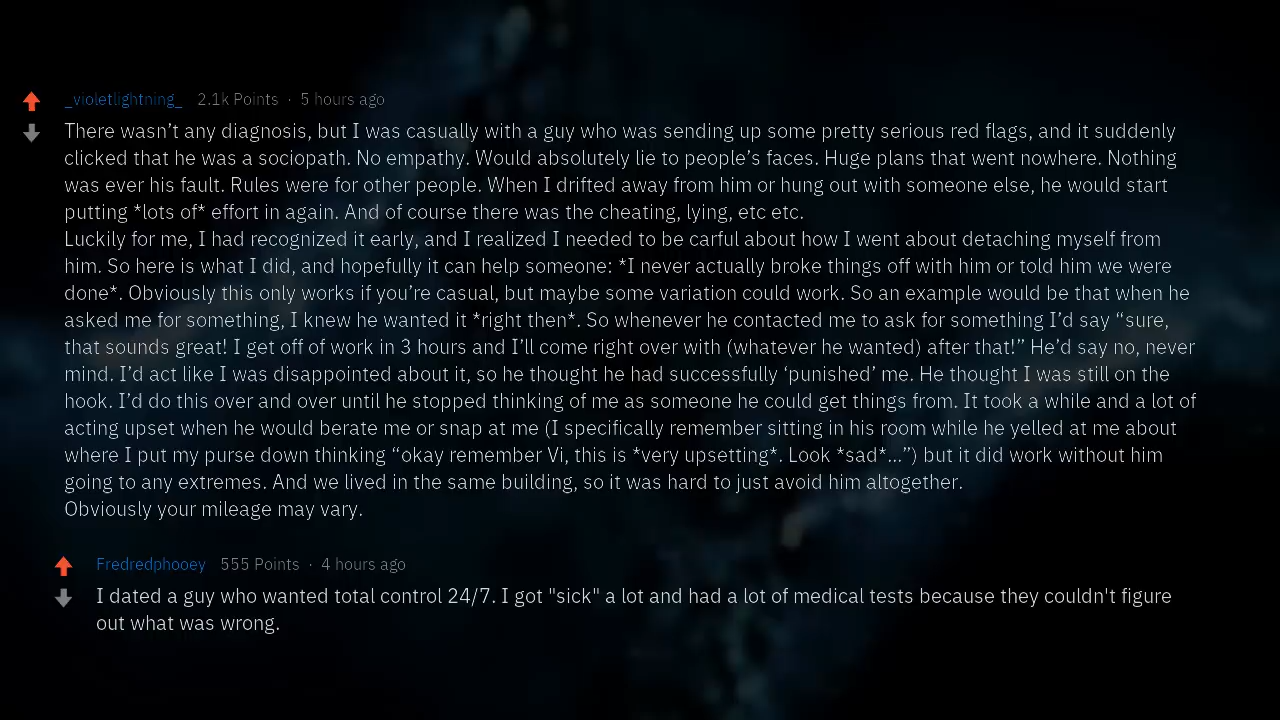 _violetlightning_ 2.1k Points · 5 hours ago
There wasn’t any diagnosis, but I was casually with a guy who was sending up some pretty serious red flags, and it suddenly
clicked that he was a sociopath. No empathy. Would absolutely lie to people’s faces. Huge plans that went nowhere. Nothing
was ever his fault. Rules were for other people. When I drifted away from him or hung out with someone else, he would start
putting *lots of* effort in again. And of course there was the cheating, lying, etc etc.
Luckily for me, I had recognized it early, and I realized I needed to be carful about how I went about detaching myself from
him. So here is what I did, and hopefully it can help someone: *I never actually broke things off with him or told him we were
done*. Obviously this only works if you’re casual, but maybe some variation could work. So an example would be that when he
asked me for something, I knew he wanted it *right then*. So whenever he contacted me to ask for something I’d say “sure,
that sounds great! I get off of work in 3 hours and I’ll come right over with (whatever he wanted) after that!” He’d say no, never
mind. I’d act like I was disappointed about it, so he thought he had successfully ‘punished’ me. He thought I was still on the
hook. I’d do this over and over until he stopped thinking of me as someone he could get things from. It took a while and a lot of
acting upset when he would berate me or snap at me (I specifically remember sitting in his room while he yelled at me about
where I put my purse down thinking “okay remember Vi, this is *very upsetting*. Look *sad*...”) but it did work without him
going to any extremes. And we lived in the same building, so it was hard to just avoid him altogether.
Obviously your mileage may vary.
Fredredphooey 555 Points · 4 hours ago
I dated a guy who wanted total control 24/7. I got "sick" a lot and had a lot of medical tests because they couldn't figure
out what was wrong.